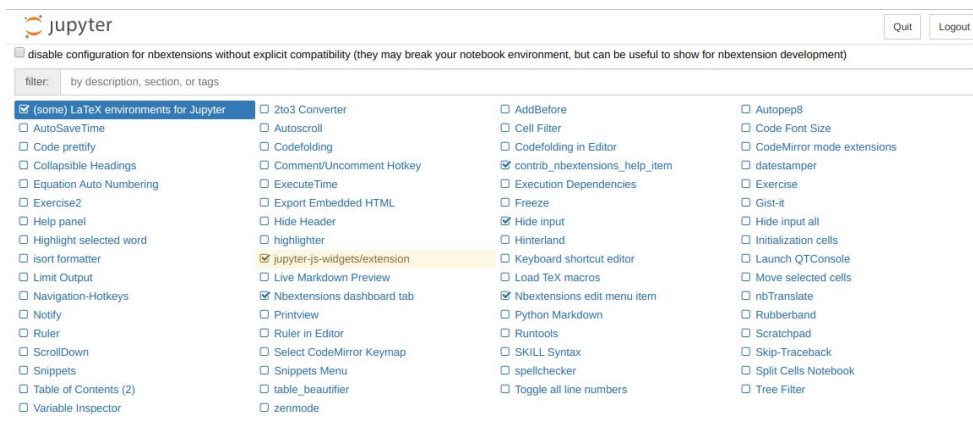 jupyter Quit Logout
disable configuration for nbextensions without explicit compatibility (they may break your notebook environment, but can be useful to show for nbextension development)
filter: by description, section, or tags
(some) LaTeX environments for Jupyter 2to3 Converter AddBefore Autopep8
AutoSaveTime Autoscroll Cell Filter Code Font Size
Code prettify Codefolding Codefolding in Editor CodeMirror mode extensions
Collapsible Headings Comment/Uncomment Hotkey contrib_nbextensions_help_item datestamper
Equation Auto Numbering ExecuteTime Execution Dependencies Exercise
Exercise2 Export Embedded HTML Freeze Gist-it
Help panel Hide Header Hide input Hide input all
Highlight selected word highlighter Hinterland Initialization cells
isort formatter jupyter-js-widgets/extension Keyboard shortcut editor Launch QTConsole
Limit Output Live Markdown Preview Load TeX macros Move selected cells
Navigation-Hotkeys Nbextensions dashboard tab Nbextensions edit menu item nbTranslate
Notify Printview Python Markdown Rubberband
Ruler Ruler in Editor Runtools Scratchpad
ScrollDown Select CodeMirror Keymap SKILL Syntax Skip-Traceback
Snippets Snippets Menu spellchecker Split Cells Notebook
Table of Contents (2) table_beautifier Toggle all line numbers Tree Filter
Variable Inspector zenmode